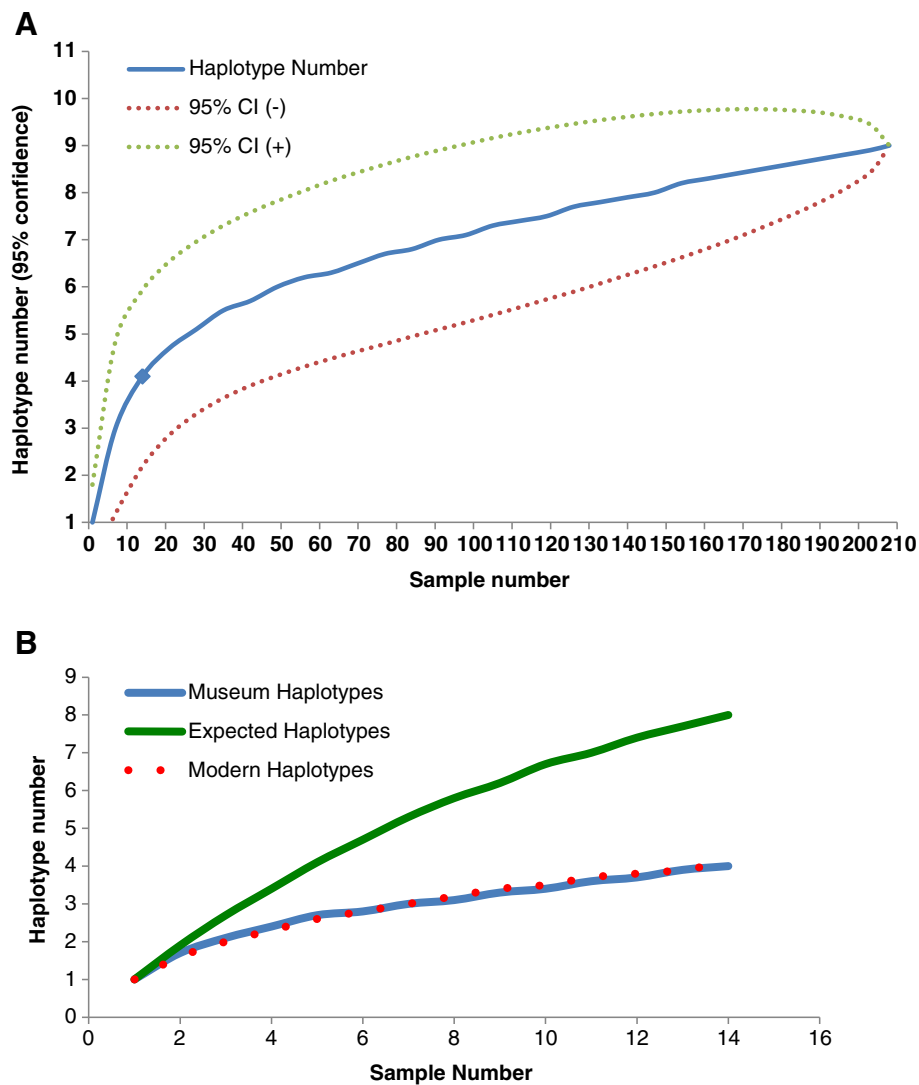 A
11
10
9
8
7
6
5
4
3
2
1
Haplotype number (95% confidence)
Haplotype Number
95% CI (-)
95% CI (+)
0 10 20 30 40 50 60 70 80 90 100 110 120 130 140 150 160 170 180 190 200 210
Sample number
B
9
8
7
6
5
4
3
2
1
0
Haplotype number
Museum Haplotypes
Expected Haplotypes
Modern Haplotypes
0 2 4 6 8 10 12 14 16
Sample Number